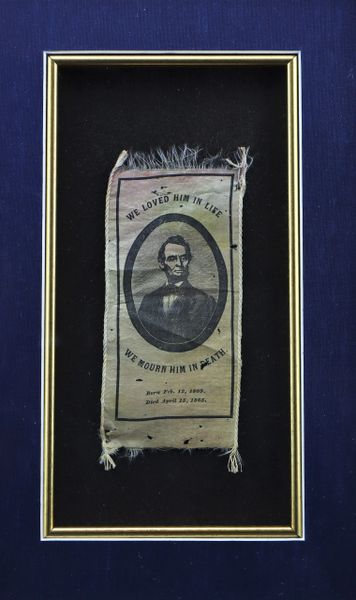 WE LOVED HIM IN LIFE
WE MOURN HIM IN DEATH
Born Feb. 12, 1809.
Died April 15, 1865.